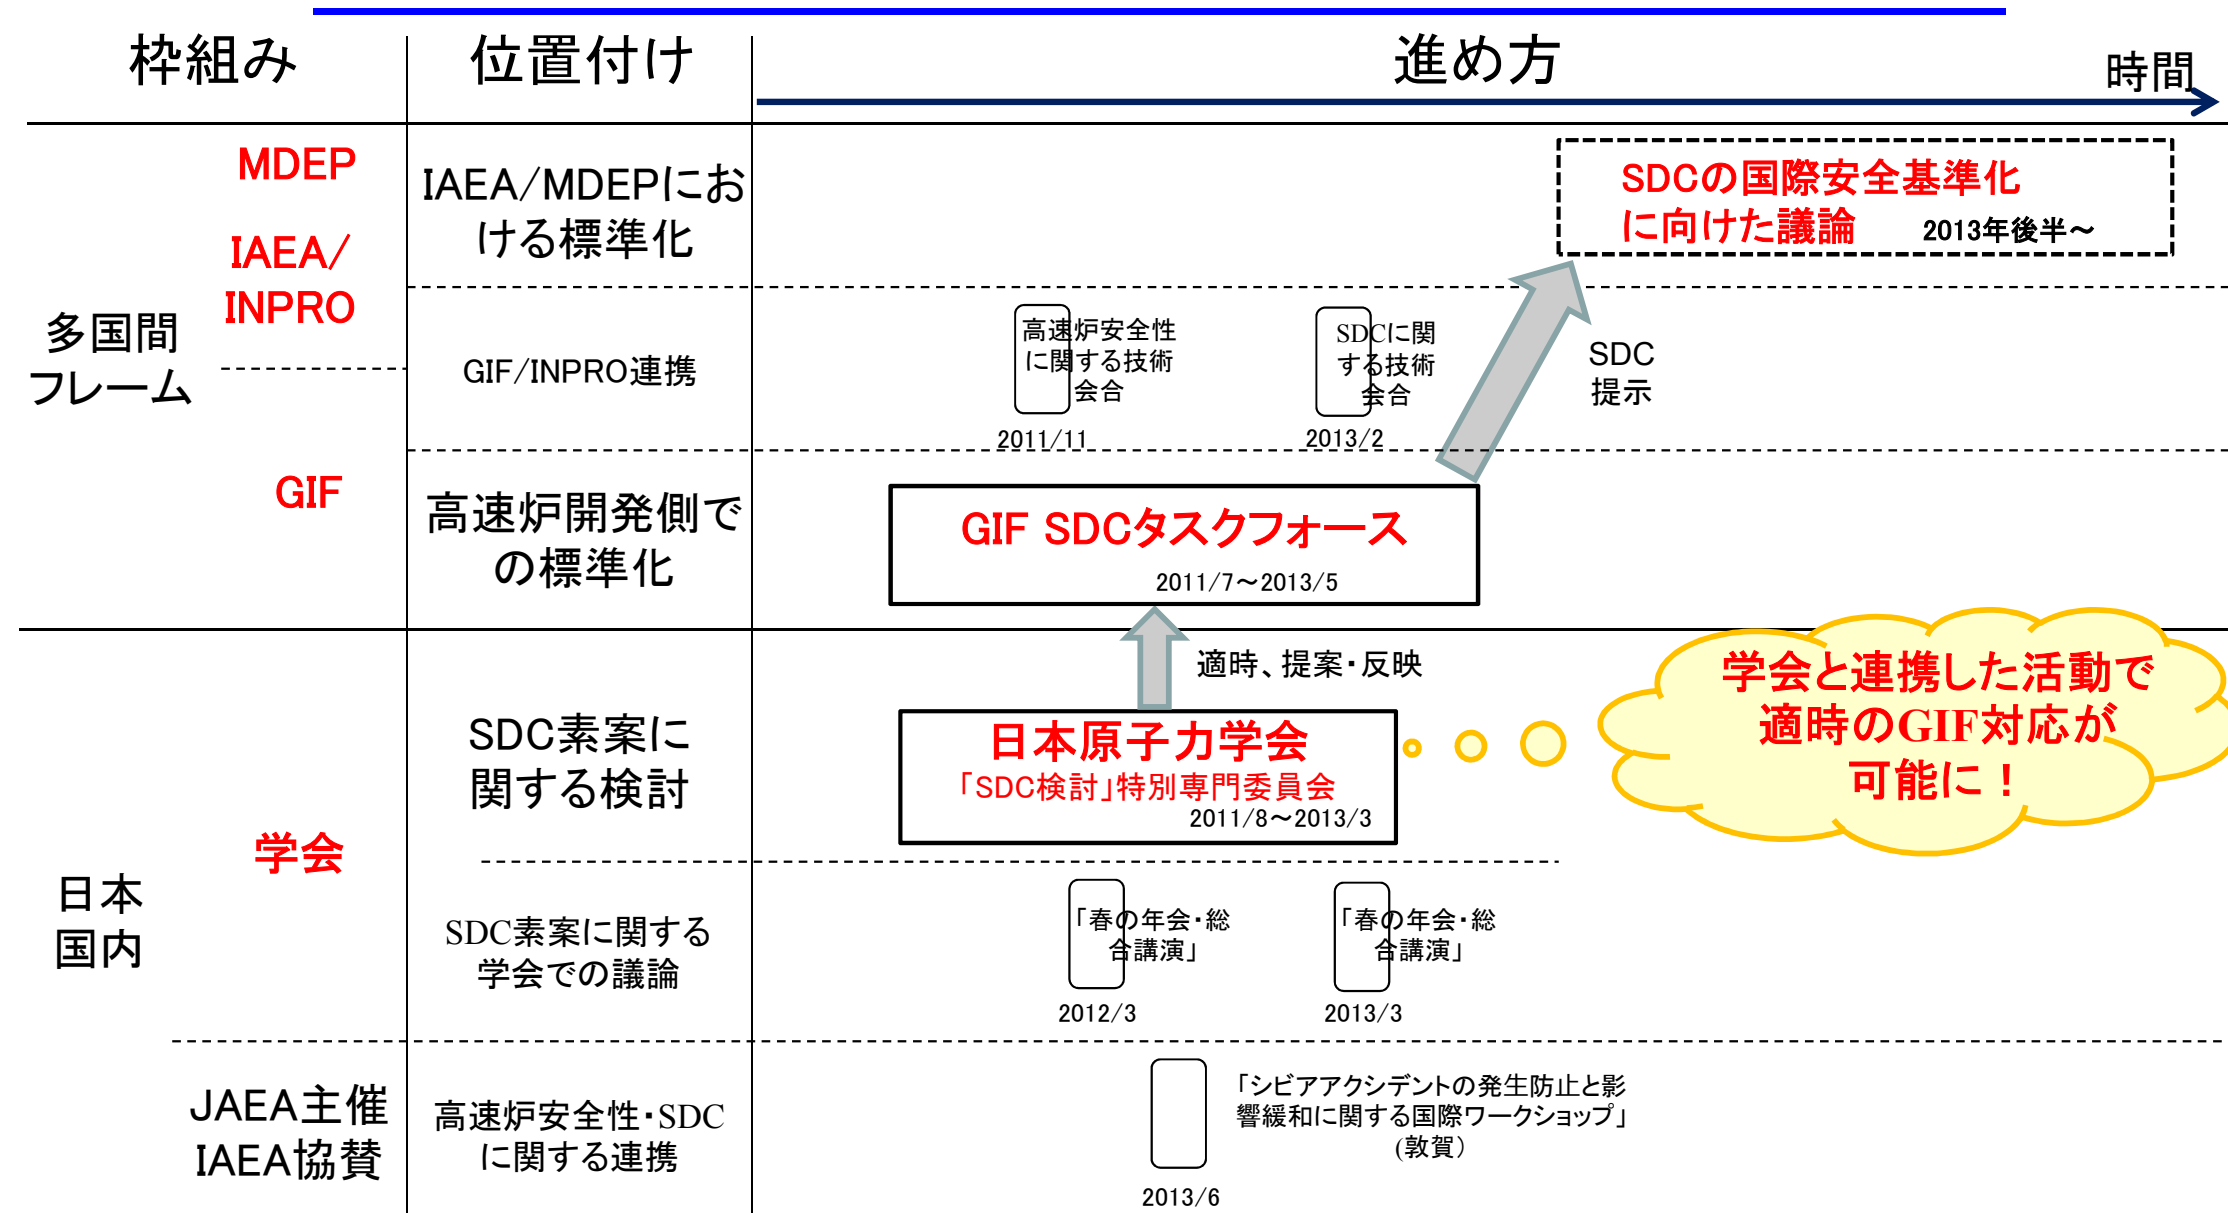 枠組み
位置付け
進め方
時間
多国間
フレーム
MDEP
IAEA/
INPRO
GIF
IAEA/MDEPにお
ける標準化
SDCの国際安全基準化
に向けた議論 2013年後半～
GIF/INPRO連携
高速炉安全性
に関する技術
会合
2011/11
SDCに関
する技術
会合
2013/2
SDC
提示
高速炉開発側で
の標準化
GIF SDCタスクフォース
2011/7～2013/5
適時、提案・反映
日本
国内
学会
SDC素案に
関する検討
日本原子力学会
「SDC検討」特別専門委員会
2011/8～2013/3
学会と連携した活動で
適時のGIF対応が
可能に！
SDC素案に関する
学会での議論
「春の年会・総
合講演」
2012/3
「春の年会・総
合講演」
2013/3
JAEA主催
IAEA協賛
高速炉安全性・SDC
に関する連携
「シビアアクシデントの発生防止と影
響緩和に関する国際ワークショップ」
(敦賀）
2013/6